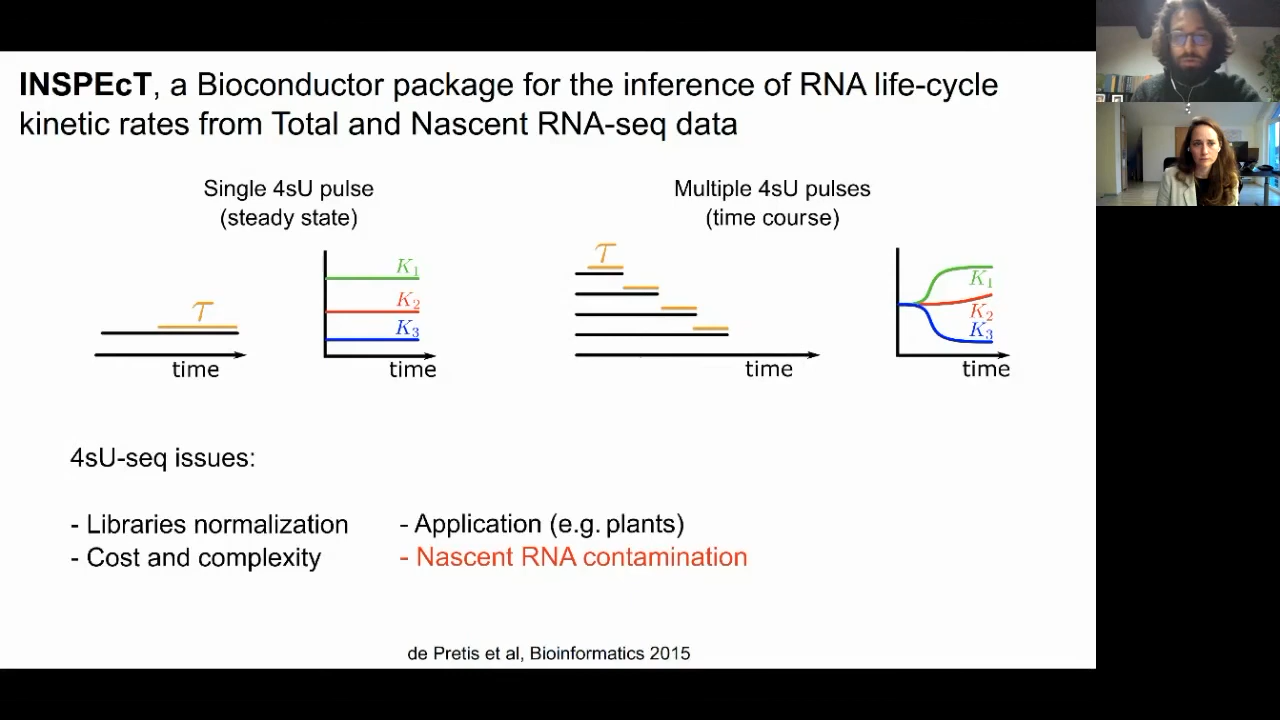 INSPEcT, a Bioconductor package for the inference of RNA life-cycle
kinetic rates from Total and Nascent RNA-seq data
Single 4sU pulse
(steady state)
τ
time
K1
K2
K3
time
Multiple 4sU pulses
(time course)
τ
time
K1
K2
K3
time
4sU-seq issues:
- Libraries normalization
- Cost and complexity
- Application (e.g. plants)
- Nascent RNA contamination
de Pretis et al, Bioinformatics 2015